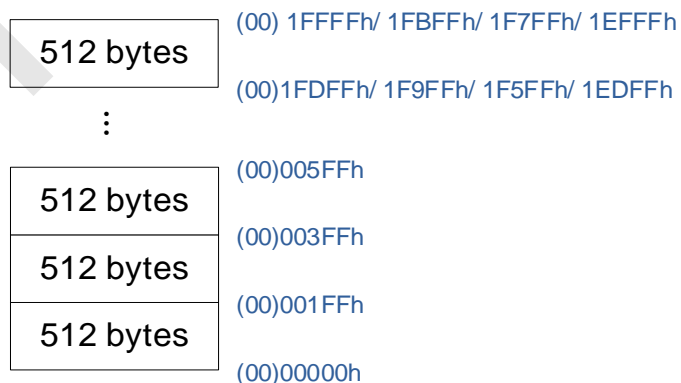 (00) 1FFFFh/ 1FBFFh/ 1F7FFh/ 1EFFFh
512 bytes
(00)1FDFFh/ 1F9FFh/ 1F5FFh/ 1EDFFh
⋮
(00)005FFh
512 bytes
(00)003FFh
512 bytes
(00)001FFh
512 bytes
(00)00000h